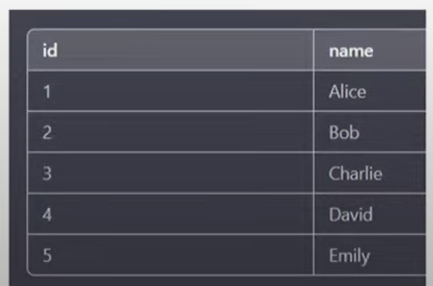 id name
1 Alice
2 Bob
3 Charlie
4 David
5 Emily